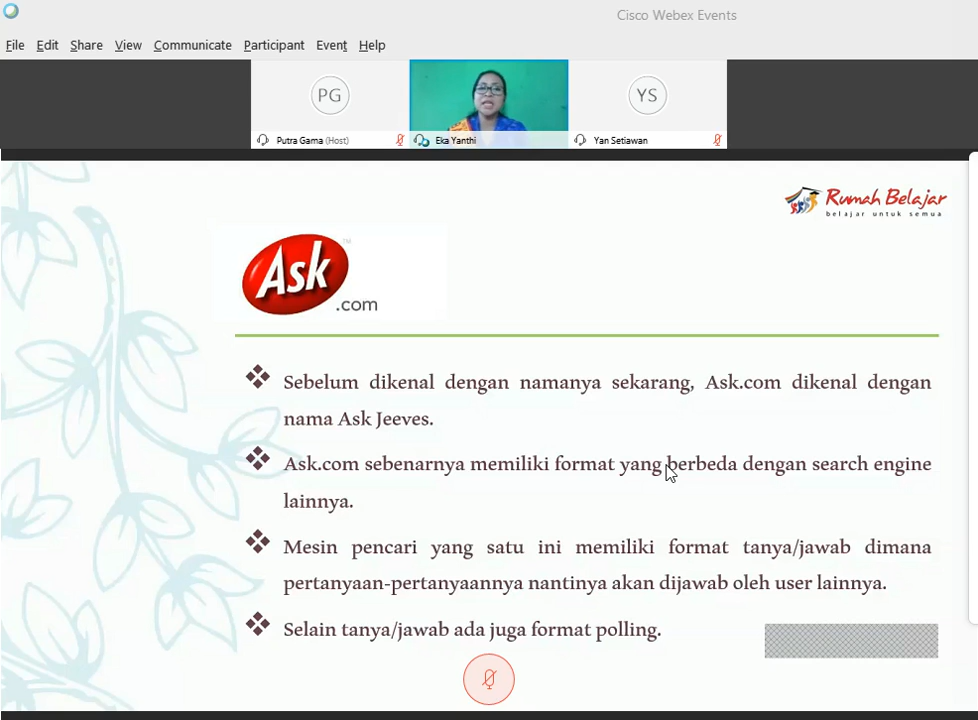 Cisco Webex Events
File Edit Share View Communicate Participant Event Help
PG
YS
Putra Gama (Host)
Eka Yanthi
Yan Setiawan
Rumah Belajar
belajar untuk semua
Ask™
.com
Sebelum dikenal dengan namanya sekarang, Ask.com dikenal dengan
nama Ask Jeeves.
Ask.com sebenarnya memiliki format yang berbeda dengan search engine
lainnya.
Mesin pencari yang satu ini memiliki format tanya/jawab dimana
pertanyaan-pertanyaannya nantinya akan dijawab oleh user lainnya.
Selain tanya/jawab ada juga format polling.